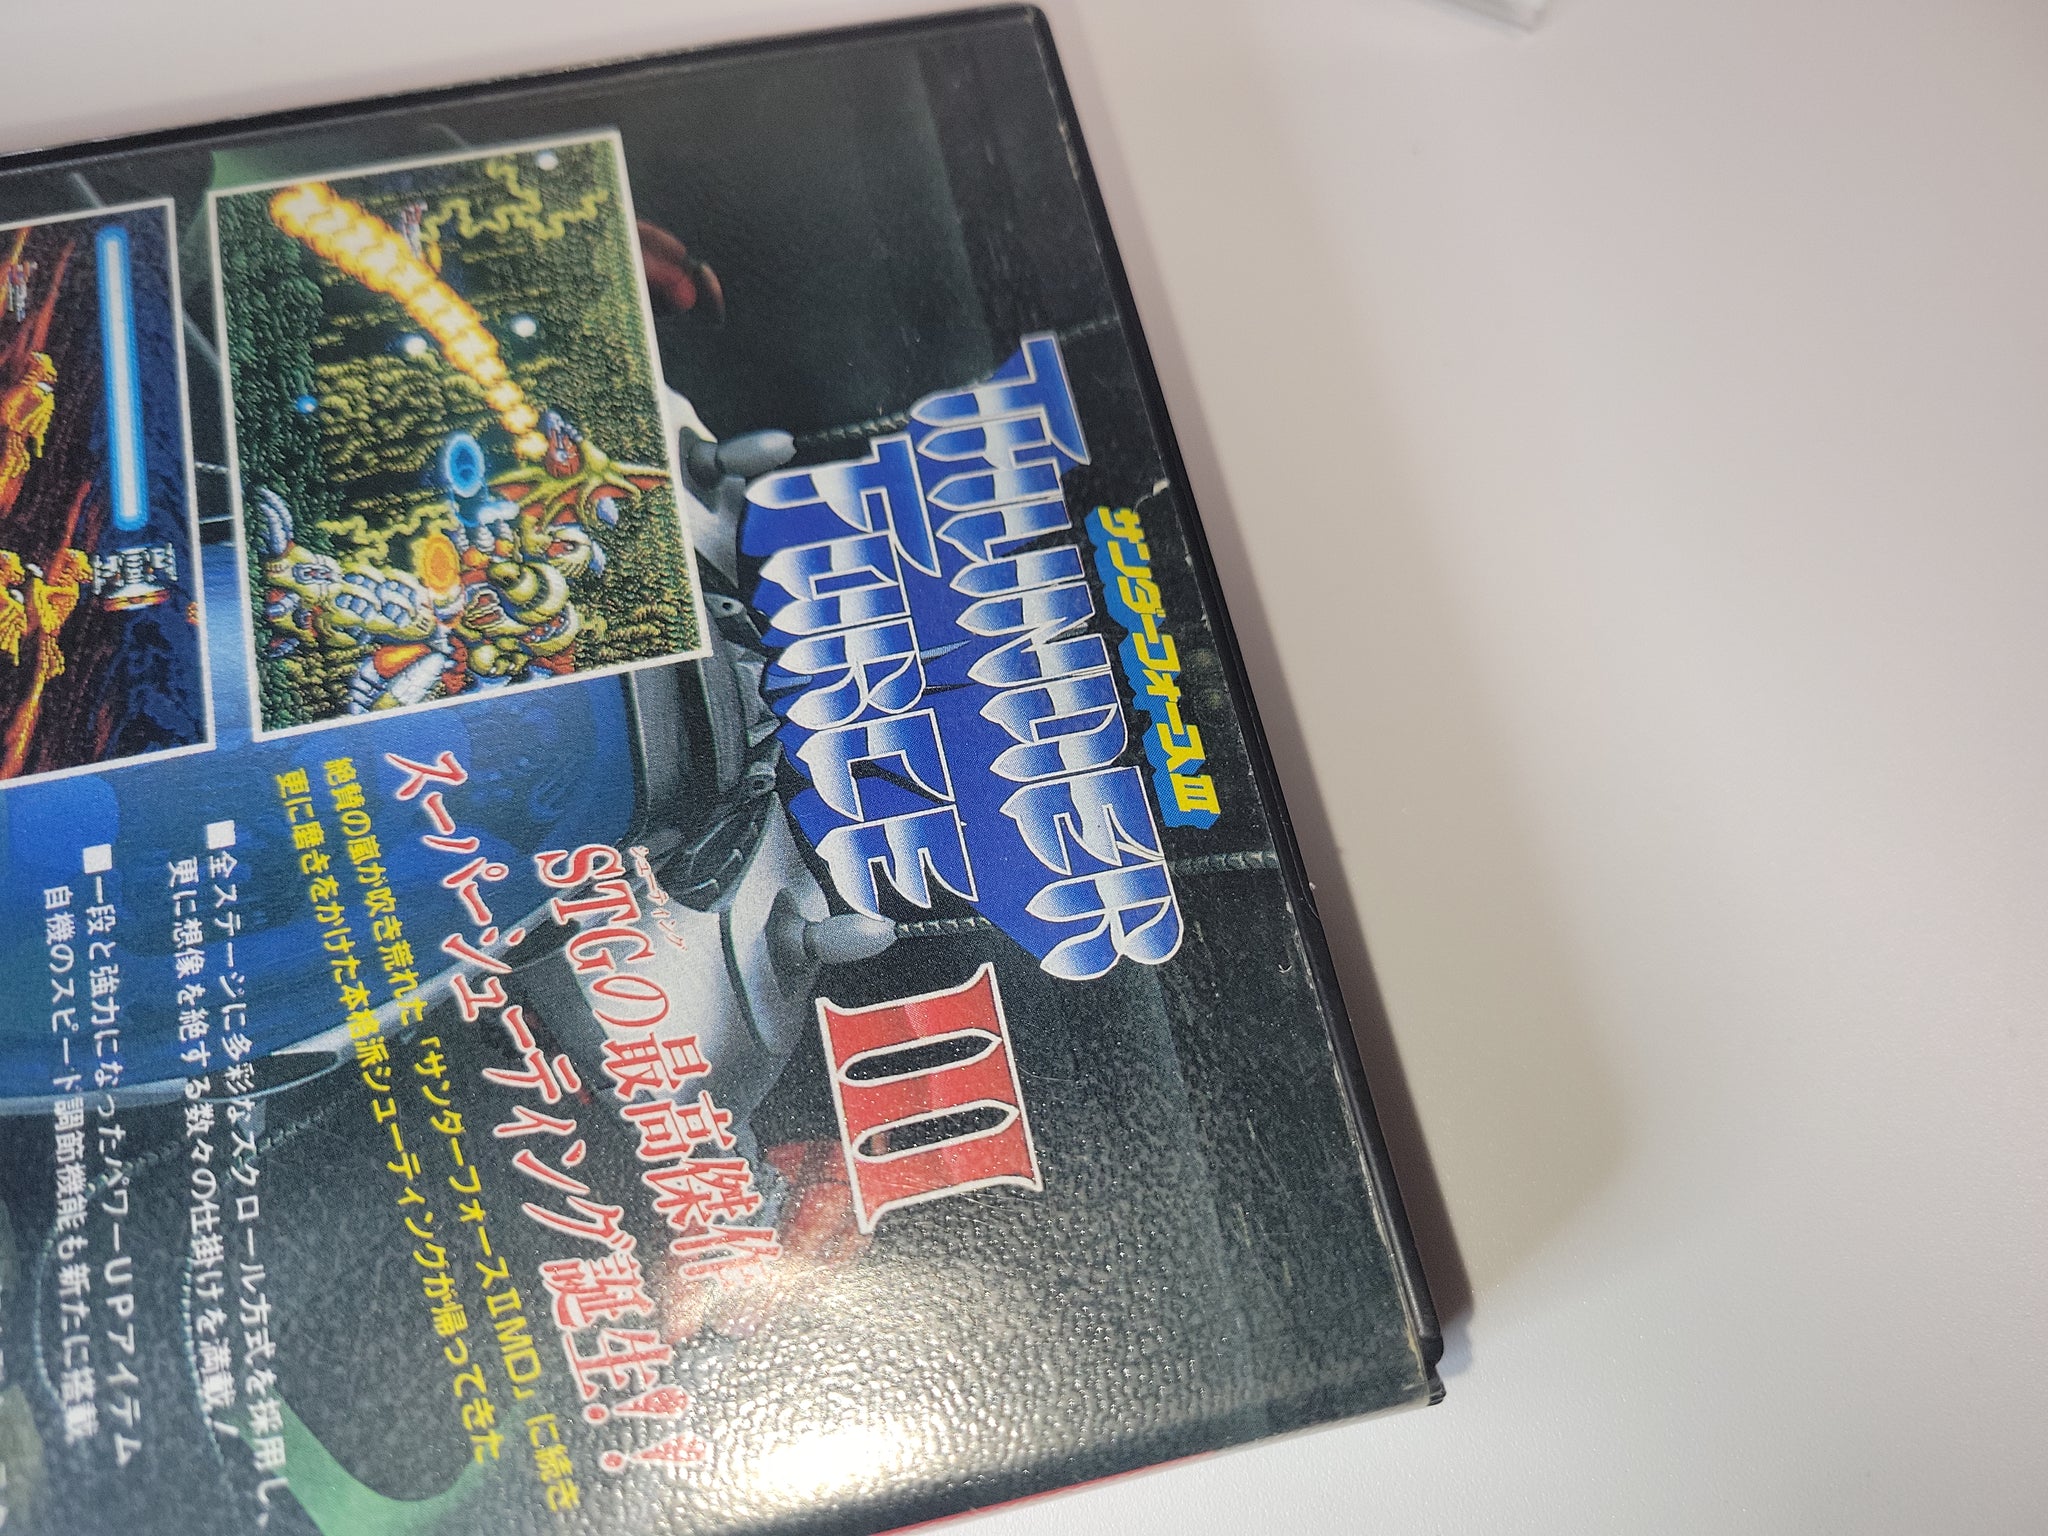 サンダーフォースIII
THUNDER
FORCE
III
シューティング
STGの最高傑作
スーパーシューティング誕生!!
絶賛の嵐が吹き荒れた「サンダーフォースII MD」に続き
更に磨きをかけた本格派シューティングが帰ってきた
■全ステージに多彩なスクロール方式を採用し、
更に想像を絶する数々の仕掛けを満載!
■一段と強力になったパワーUPアイテム
自機のスピード調節機能も新たに搭載